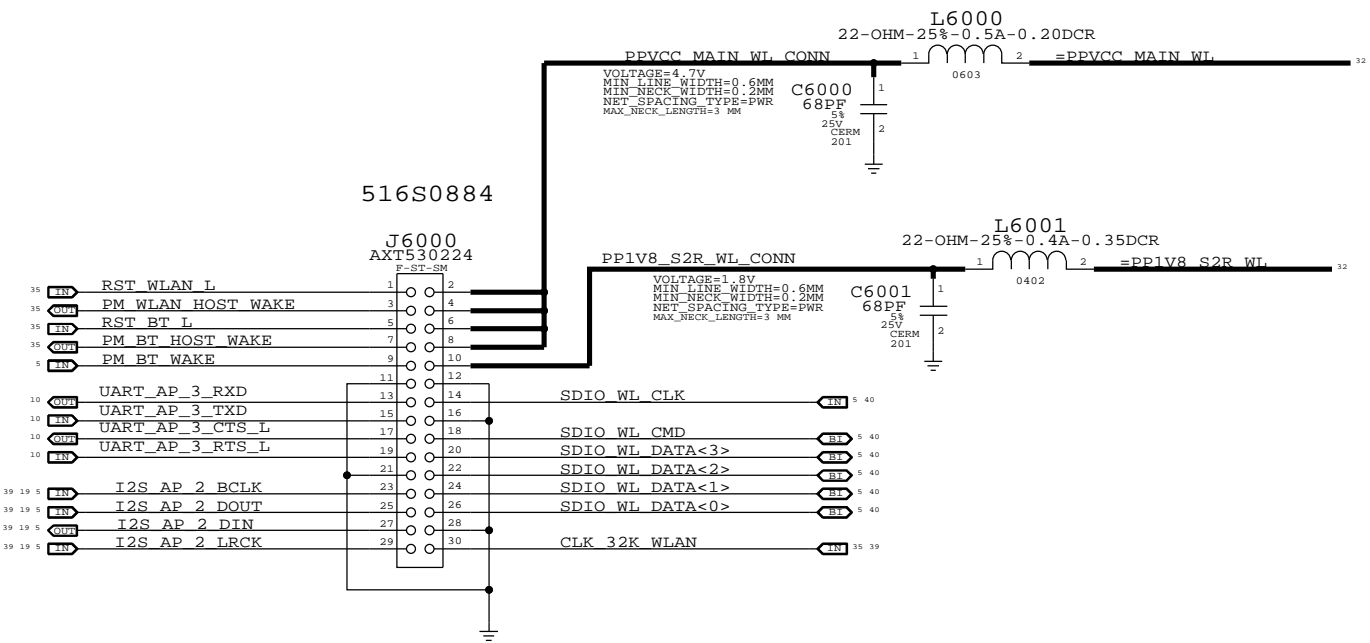 L6000
22-OHM-25%-0.5A-0.20DCR
PPVCC_MAIN_WL_CONN
1
2
=PPVCC_MAIN_WL
32
0603
VOLTAGE=4.7V
MIN_LINE_WIDTH=0.6MM
MIN_NECK_WIDTH=0.2MM
NET_SPACING_TYPE=PWR
MAX_NECK_LENGTH=3 MM
C6000
68PF
5%
25V
CERM
201
1
2
516S0884
J6000
AXT530224
F-ST-SM
L6001
22-OHM-25%-0.4A-0.35DCR
PP1V8_S2R_WL_CONN
1
2
=PP1V8_S2R_WL
32
0402
VOLTAGE=1.8V
MIN_LINE_WIDTH=0.6MM
MIN_NECK_WIDTH=0.2MM
NET_SPACING_TYPE=PWR
MAX_NECK_LENGTH=3 MM
C6001
68PF
5%
25V
CERM
201
1
2
35 IN RST_WLAN_L 1 2
35 OUT PM_WLAN_HOST_WAKE 3 4
35 IN RST_BT_L 5 6
35 OUT PM_BT_HOST_WAKE 7 8
5 IN PM_BT_WAKE 9 10
11 12
10 OUT UART_AP_3_RXD 13 14 SDIO_WL_CLK IN 5 40
10 IN UART_AP_3_TXD 15 16
10 OUT UART_AP_3_CTS_L 17 18 SDIO_WL_CMD BI 5 40
10 IN UART_AP_3_RTS_L 19 20 SDIO_WL_DATA<3> BI 5 40
21 22 SDIO_WL_DATA<2> BI 5 40
39 19 5 IN I2S_AP_2_BCLK 23 24 SDIO_WL_DATA<1> BI 5 40
39 19 5 IN I2S_AP_2_DOUT 25 26 SDIO_WL_DATA<0> BI 5 40
39 19 5 OUT I2S_AP_2_DIN 27 28
39 19 5 IN I2S_AP_2_LRCK 29 30 CLK_32K_WLAN IN 35 39